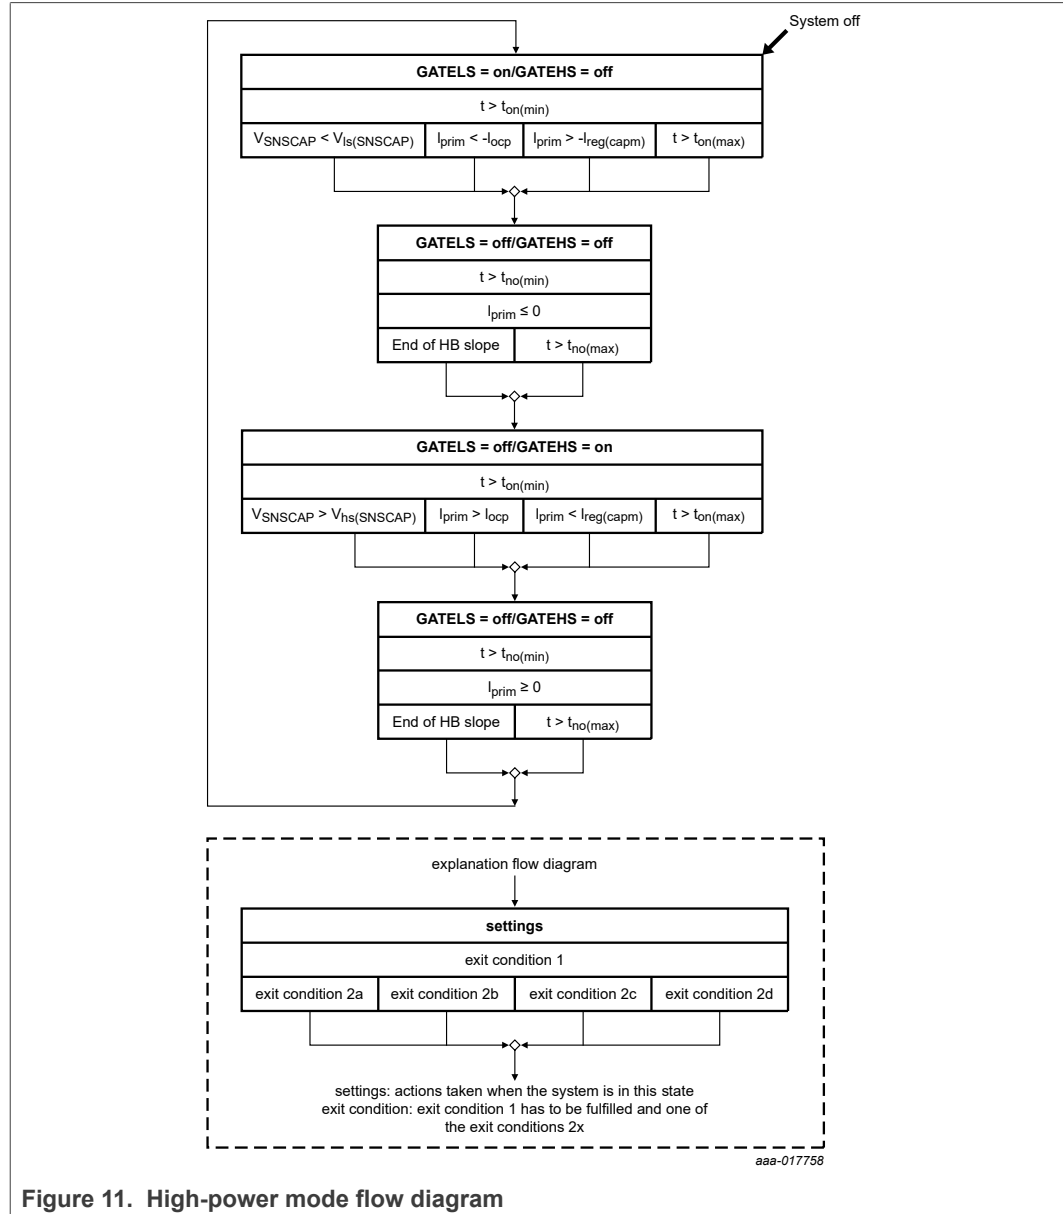 System off
GATELS = on/GATEHS = off
t > ton(min)
VSNSCAP < Vls(SNSCAP) Iprim < -Iocp Iprim > -Ireg(capm) t > ton(max)
GATELS = off/GATEHS = off
t > tno(min)
Iprim ≤ 0
End of HB slope t > tno(max)
GATELS = off/GATEHS = on
t > ton(min)
VSNSCAP > Vhs(SNSCAP) Iprim > Iocp Iprim < Ireg(capm) t > ton(max)
GATELS = off/GATEHS = off
t > tno(min)
Iprim ≥ 0
End of HB slope t > tno(max)
explanation flow diagram
settings
exit condition 1
exit condition 2a exit condition 2b exit condition 2c exit condition 2d
settings: actions taken when the system is in this state
exit condition: exit condition 1 has to be fulfilled and one of
the exit conditions 2x
aaa-017758
Figure 11. High-power mode flow diagram